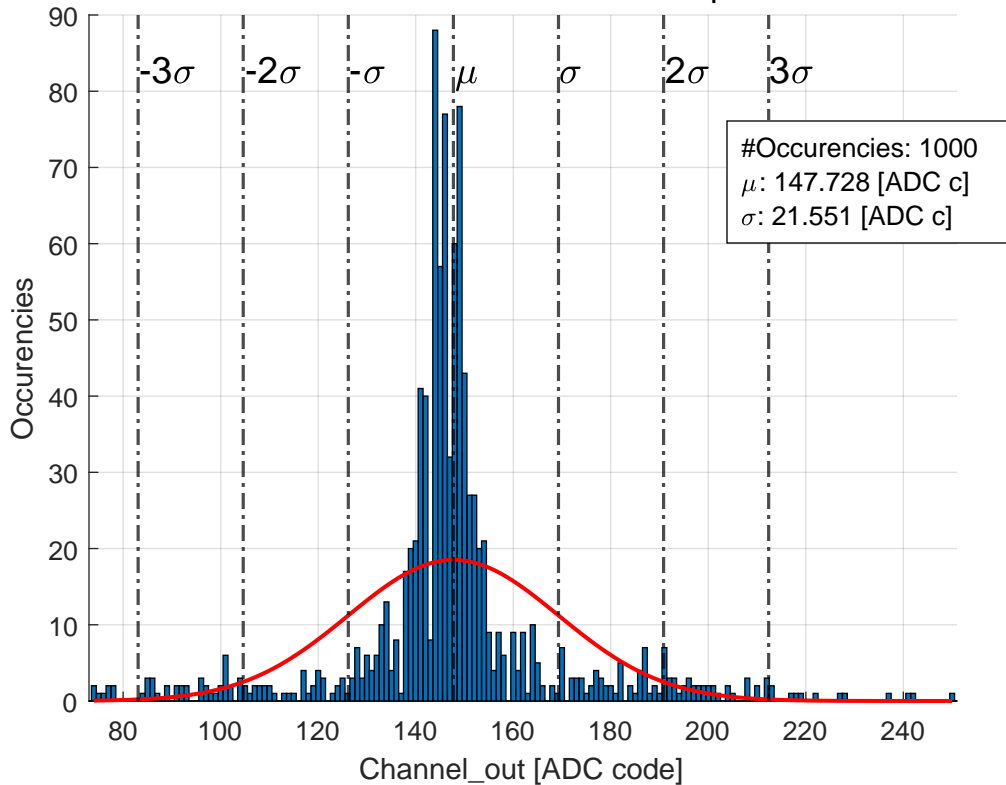 90
80
70
60
50
40
30
20
10
0
Occurencies
-3σ -2σ -σ μ σ 2σ 3σ
#Occurencies: 1000
μ: 147.728 [ADC c]
σ: 21.551 [ADC c]
80 100 120 140 160 180 200 220 240
Channel_out [ADC code]